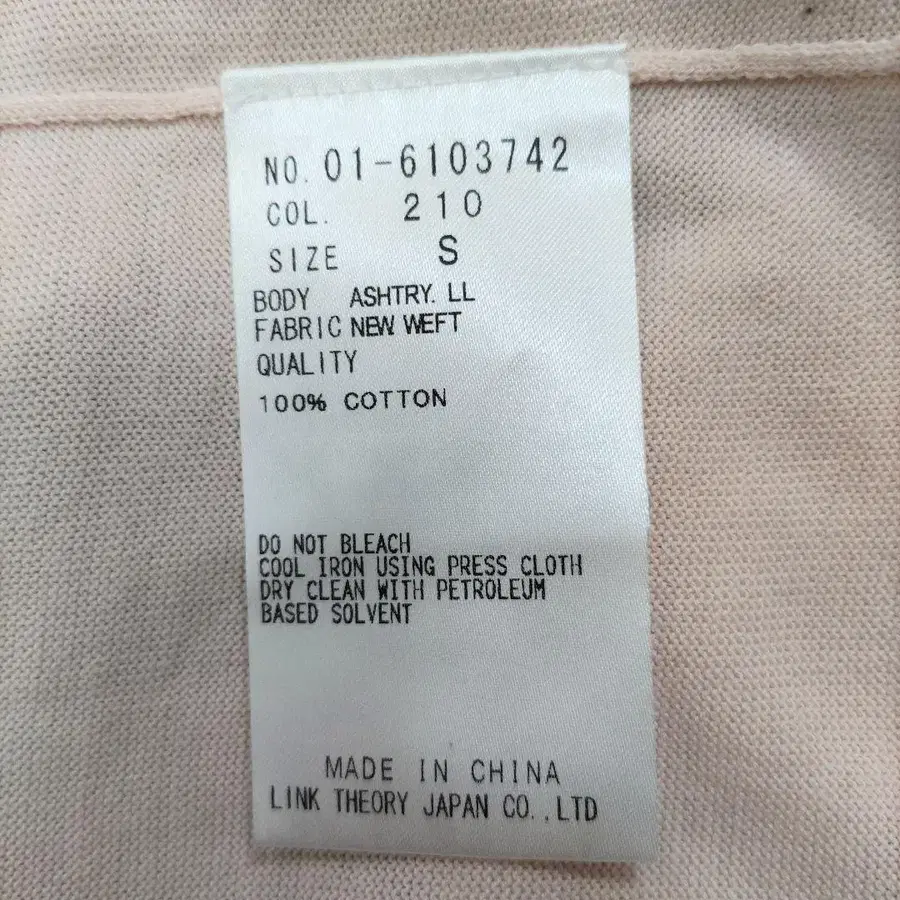 NO. 01-6103742
COL. 210
SIZE S
BODY ASHTRY. LL
FABRIC NEW WEFT
QUALITY
100% COTTON
DO NOT BLEACH
COOL IRON USING PRESS CLOTH
DRY CLEAN WITH PETROLEUM
BASED SOLVENT
MADE IN CHINA
LINK THEORY JAPAN CO.,LTD